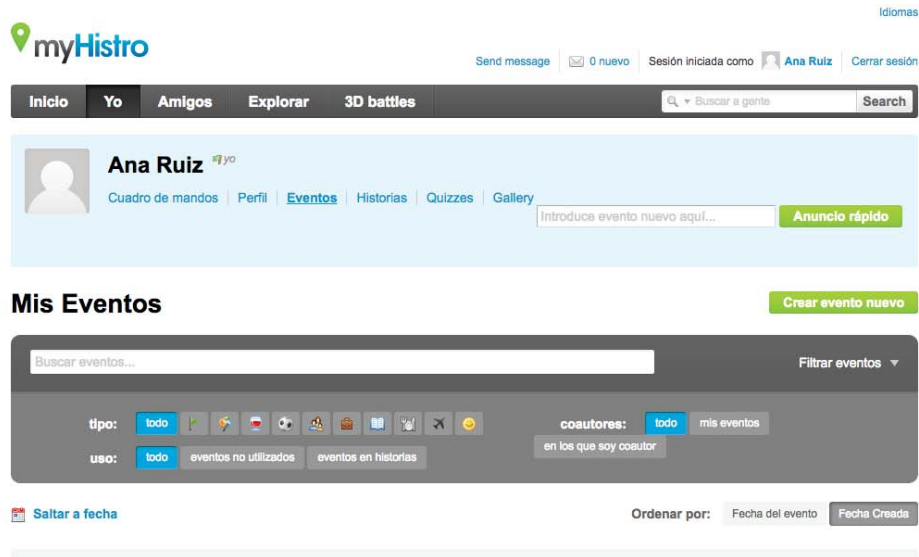 Idiomas
myHistro
Send message 0 nuevo Sesión iniciada como Ana Ruiz Cerrar sesión
Inicio Yo Amigos Explorar 3D battles Buscar a gente Search
Ana Ruiz yo
Cuadro de mandos Perfil Eventos Historias Quizzes Gallery
Introduce evento nuevo aquí... Anuncio rápido
Mis Eventos Crear evento nuevo
Buscar eventos... Filtrar eventos
tipo: todo coautores: todo mis eventos
en los que soy coautor
uso: todo eventos no utilizados eventos en historias
Saltar a fecha Ordenar por: Fecha del evento Fecha Creada